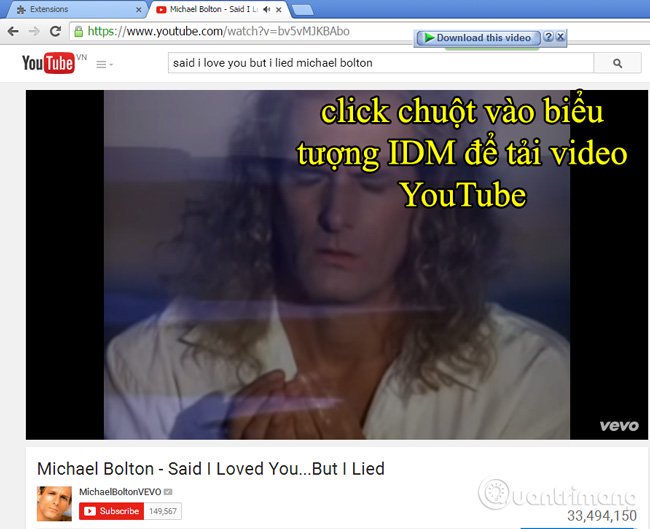 Extensions
Michael Bolton - Said I Lo
https://www.youtube.com/watch?v=bv5vMJKBAbo
Download this video ? X
YouTube VN
said i love you but i lied michael bolton
click chuột vào biểu
tượng IDM để tải video
YouTube
vevo
Michael Bolton - Said I Loved You...But I Lied
MichaelBoltonVEVO
Subscribe 149,567
Quantrimang
33,494,150